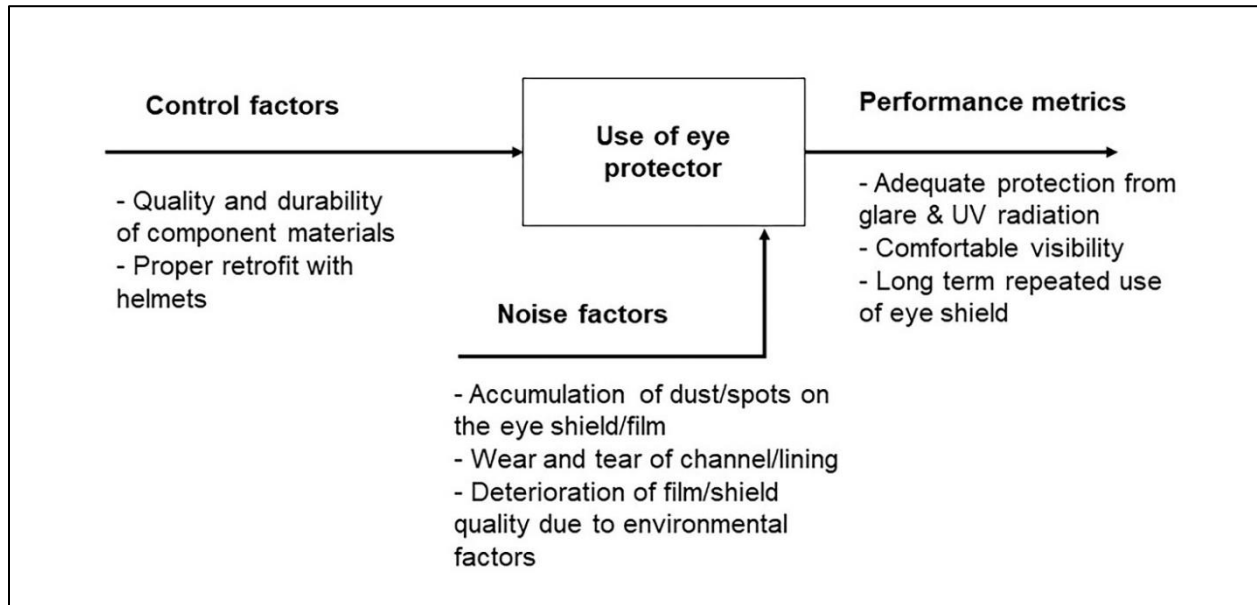 Control factors
- Quality and durability
of component materials
- Proper retrofit with
helmets
Use of eye
protector
Performance metrics
- Adequate protection from
glare & UV radiation
- Comfortable visibility
- Long term repeated use
of eye shield
Noise factors
- Accumulation of dust/spots on
the eye shield/film
- Wear and tear of channel/lining
- Deterioration of film/shield
quality due to environmental
factors